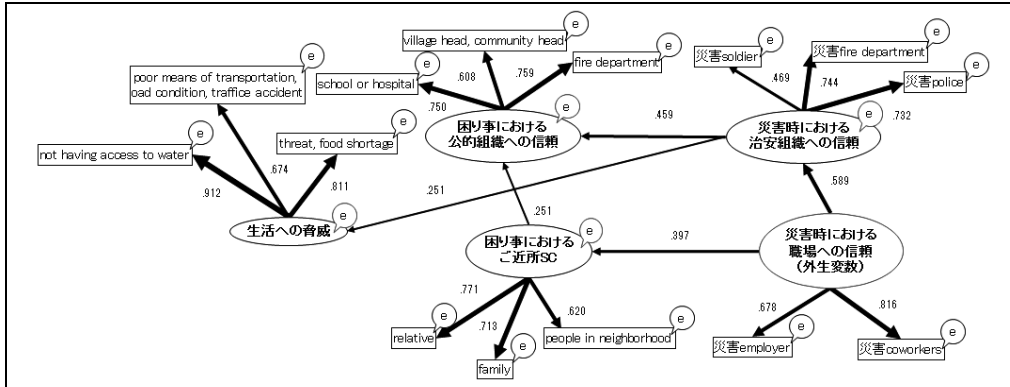 e
e
e
e
e
village head, community head
災害soldier
災害fire department
e
e
poor means of transportation,
oad condition, traffice accident
school or hospital
.608
.759
fire department
.469
.744
災害police
e
.750
e
e
.732
e
困り事における
公的組織への信頼
.459
災害時における
治安組織への信頼
not having access to water
threat, food shortage
.674
.912
.811
.251
.589
e
e
生活への脅威
.251
困り事における
ご近所SC
.397
災害時における
職場への信頼
(外生変数)
.771
.713
.620
e
e
.678
.816
e
e
relative
people in neighborhood
災害employer
災害coworkers
e
family